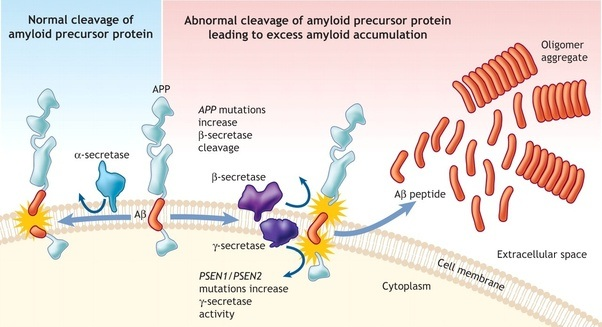 Normal cleavage of
amyloid precursor protein
Abnormal cleavage of amyloid precursor protein
leading to excess amyloid accumulation
APP
α-secretase
Aβ
APP mutations
increase
β-secretase
cleavage
β-secretase
γ-secretase
PSEN1/PSEN2
mutations increase
γ-secretase
activity
Oligomer
aggregate
Aβ peptide
Extracellular space
Cell membrane
Cytoplasm